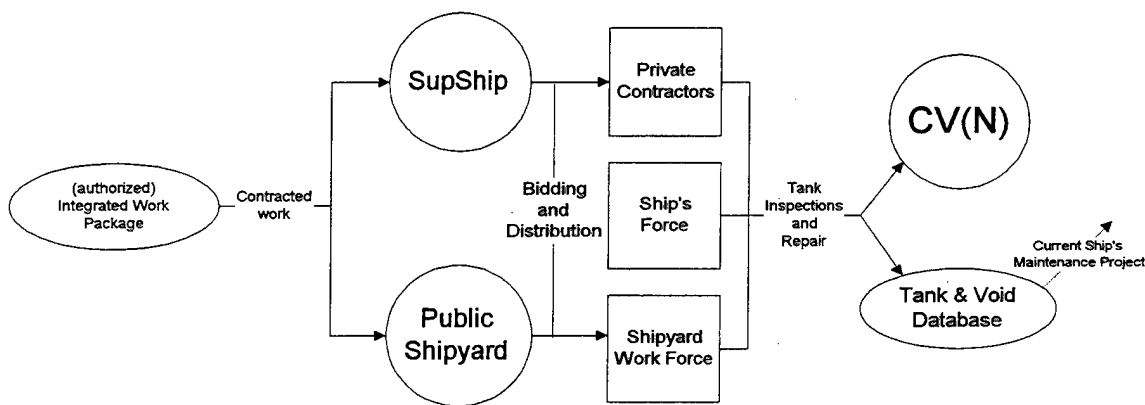 (authorized)
Integrated Work
Package
Contracted
work
SupShip
Public
Shipyard
Bidding
and
Distribution
Private
Contractors
Ship's
Force
Shipyard
Work Force
Tank
Inspections
and
Repair
CV(N)
Tank & Void
Database
Current Ship's
Maintenance Project